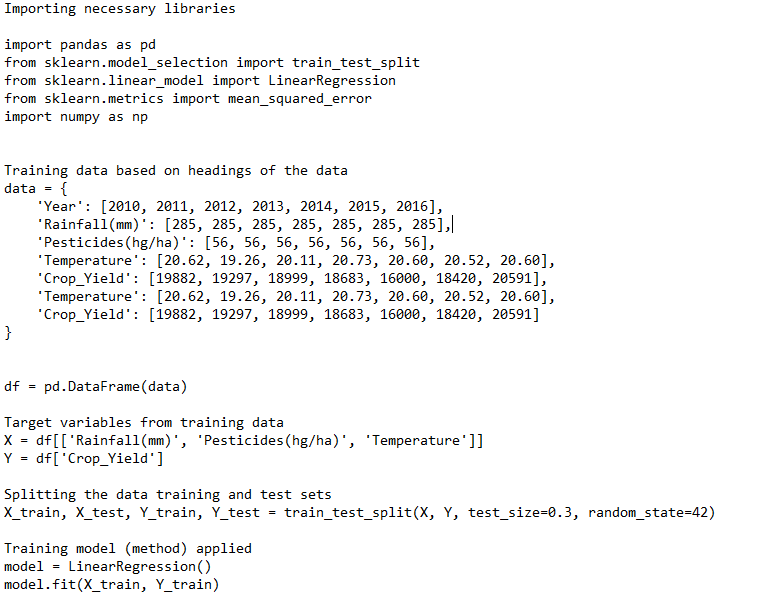 Importing necessary libraries
import pandas as pd
from sklearn.model_selection import train_test_split
from sklearn.linear_model import LinearRegression
from sklearn.metrics import mean_squared_error
import numpy as np
Training data based on headings of the data
data = {
    'Year': [2010, 2011, 2012, 2013, 2014, 2015, 2016],
    'Rainfall(mm)': [285, 285, 285, 285, 285, 285, 285],
    'Pesticides(hg/ha)': [56, 56, 56, 56, 56, 56, 56],
    'Temperature': [20.62, 19.26, 20.11, 20.73, 20.60, 20.52, 20.60],
    'Crop_Yield': [19882, 19297, 18999, 18683, 16000, 18420, 20591],
    'Temperature': [20.62, 19.26, 20.11, 20.73, 20.60, 20.52, 20.60],
    'Crop_Yield': [19882, 19297, 18999, 18683, 16000, 18420, 20591]
}
df = pd.DataFrame(data)
Target variables from training data
X = df[['Rainfall(mm)', 'Pesticides(hg/ha)', 'Temperature']]
Y = df['Crop_Yield']
Splitting the data training and test sets
X_train, X_test, Y_train, Y_test = train_test_split(X, Y, test_size=0.3, random_state=42)
Training model (method) applied
model = LinearRegression()
model.fit(X_train, Y_train)